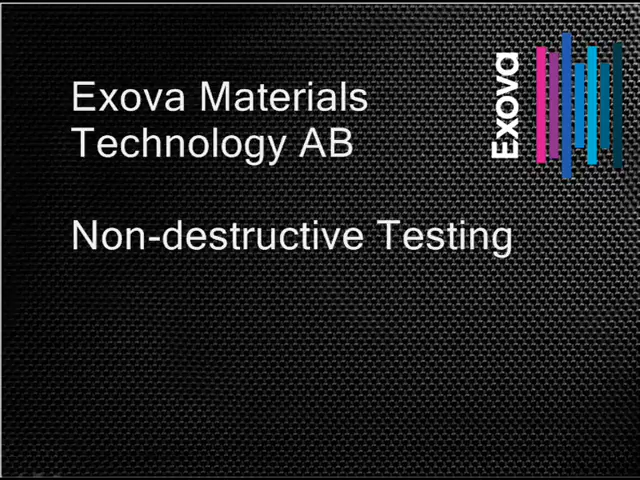 Exova Materials
Technology AB
Non-destructive Testing
Exova